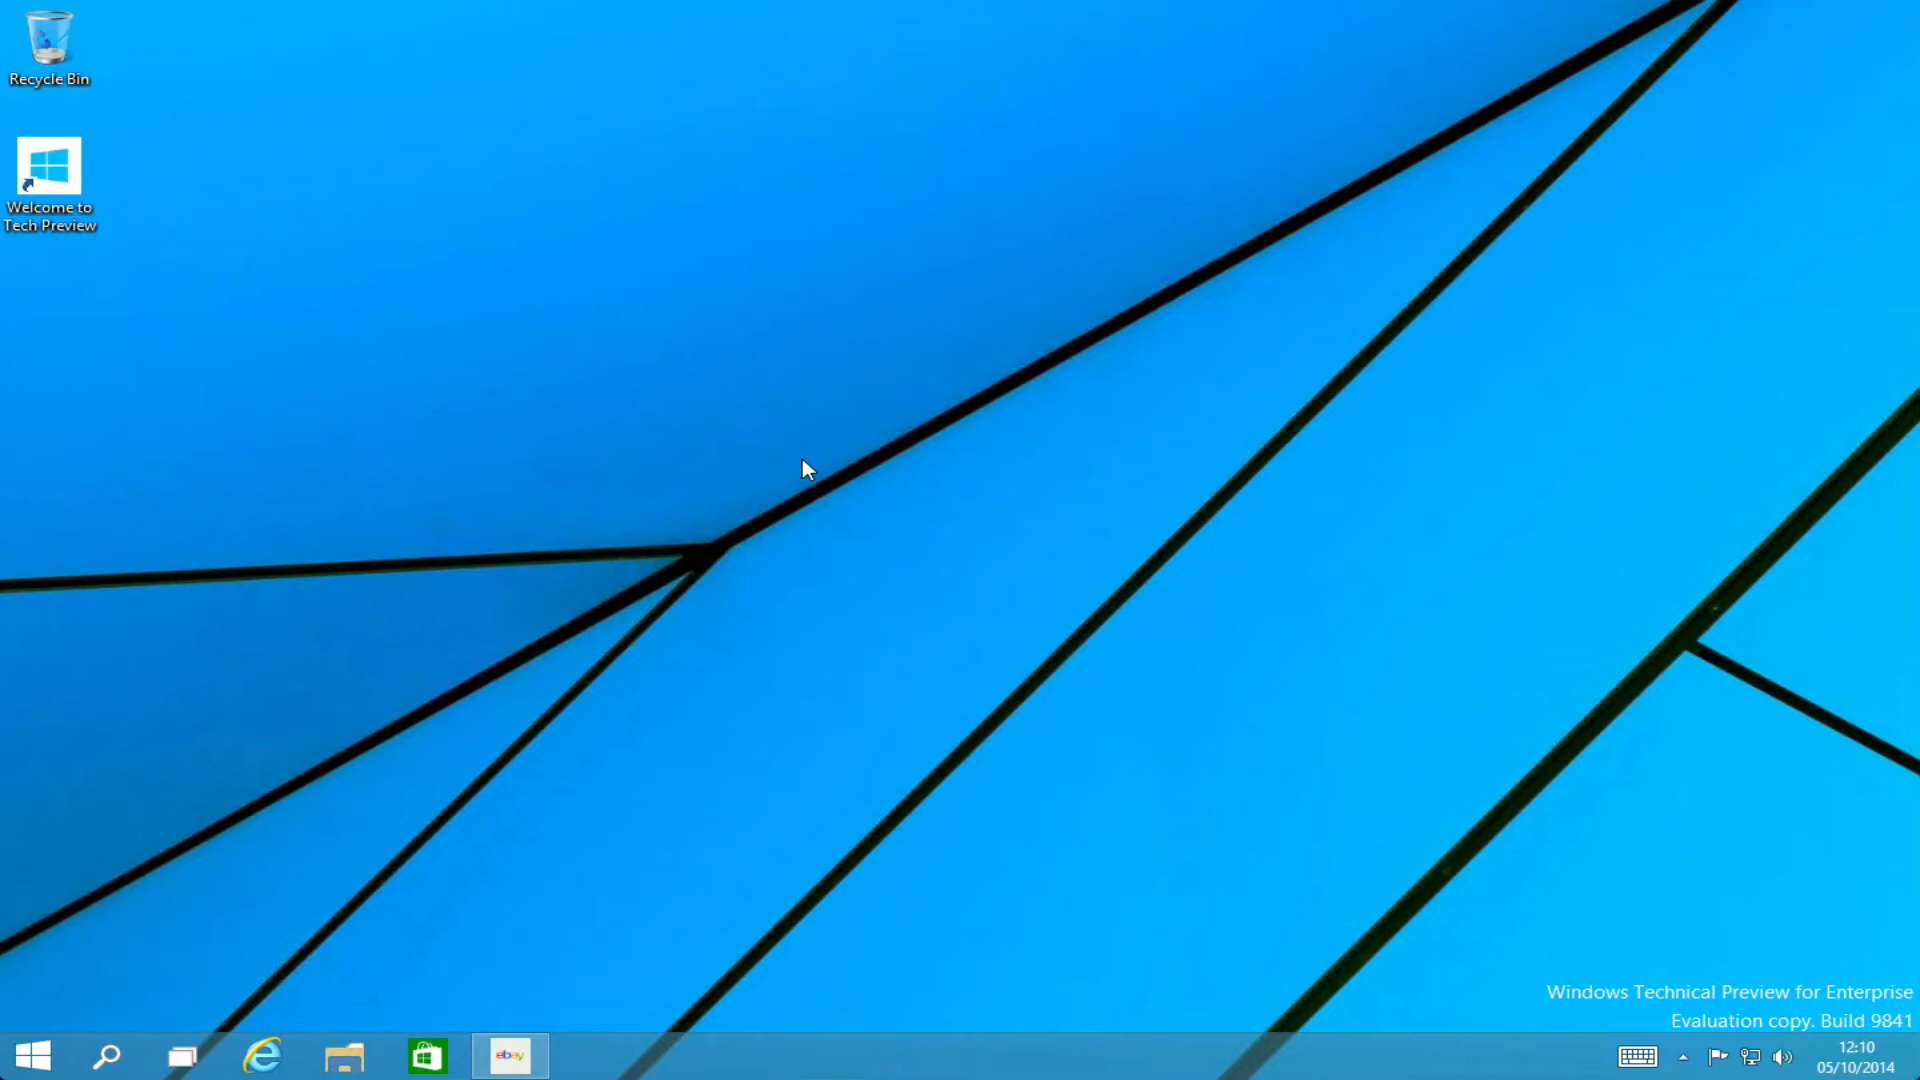 Recycle Bin
Welcome to
Tech Preview
Windows Technical Preview for Enterprise
Evaluation copy. Build 9841
ebay
12:10
05/10/2014